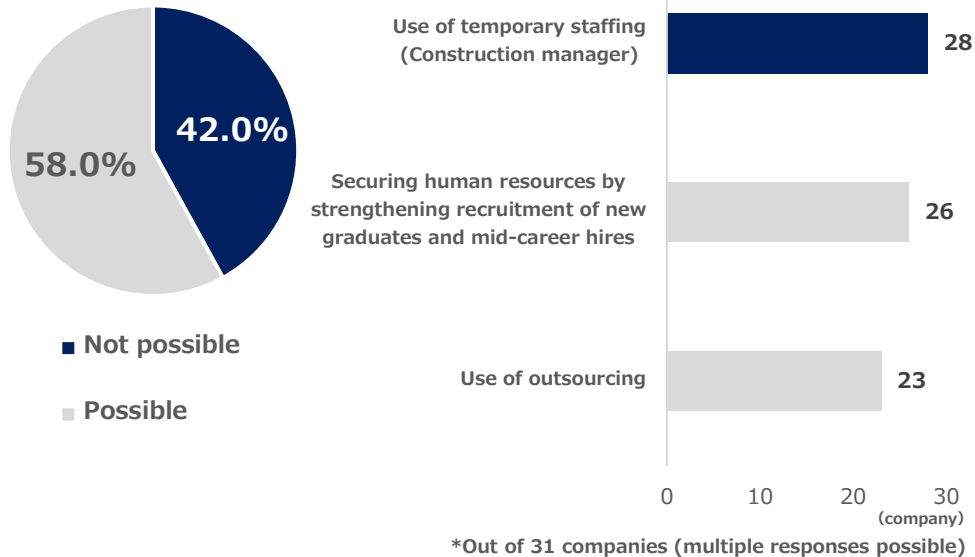 42.0%
58.0%
■ Not possible
■ Possible
Use of temporary staffing
(Construction manager)
28
Securing human resources by
strengthening recruitment of new
graduates and mid-career hires
26
Use of outsourcing
23
0 10 20 30
(company)
*Out of 31 companies (multiple responses possible)